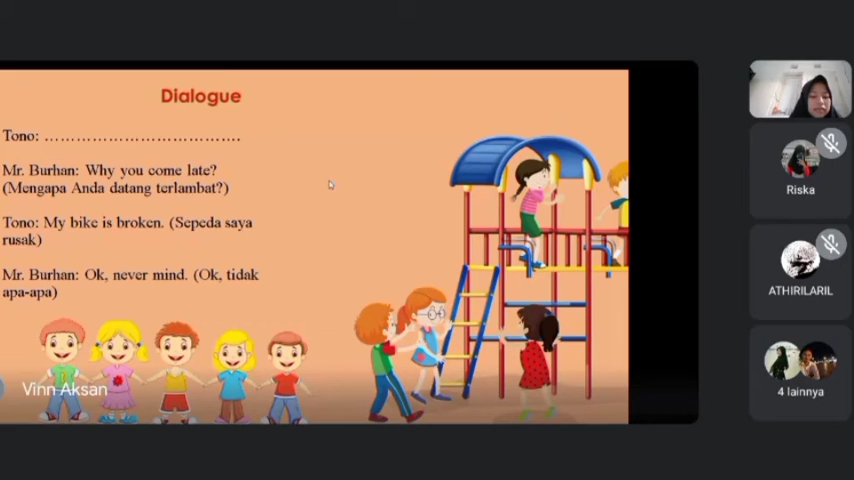 Dialogue
Tono: ……………………………….
Mr. Burhan: Why you come late?
(Mengapa Anda datang terlambat?)
Tono: My bike is broken. (Sepeda saya
rusak)
Mr. Burhan: Ok, never mind. (Ok, tidak
apa-apa)
Vinn Aksan
Riska
ATHIRILARIL
4 lainnya